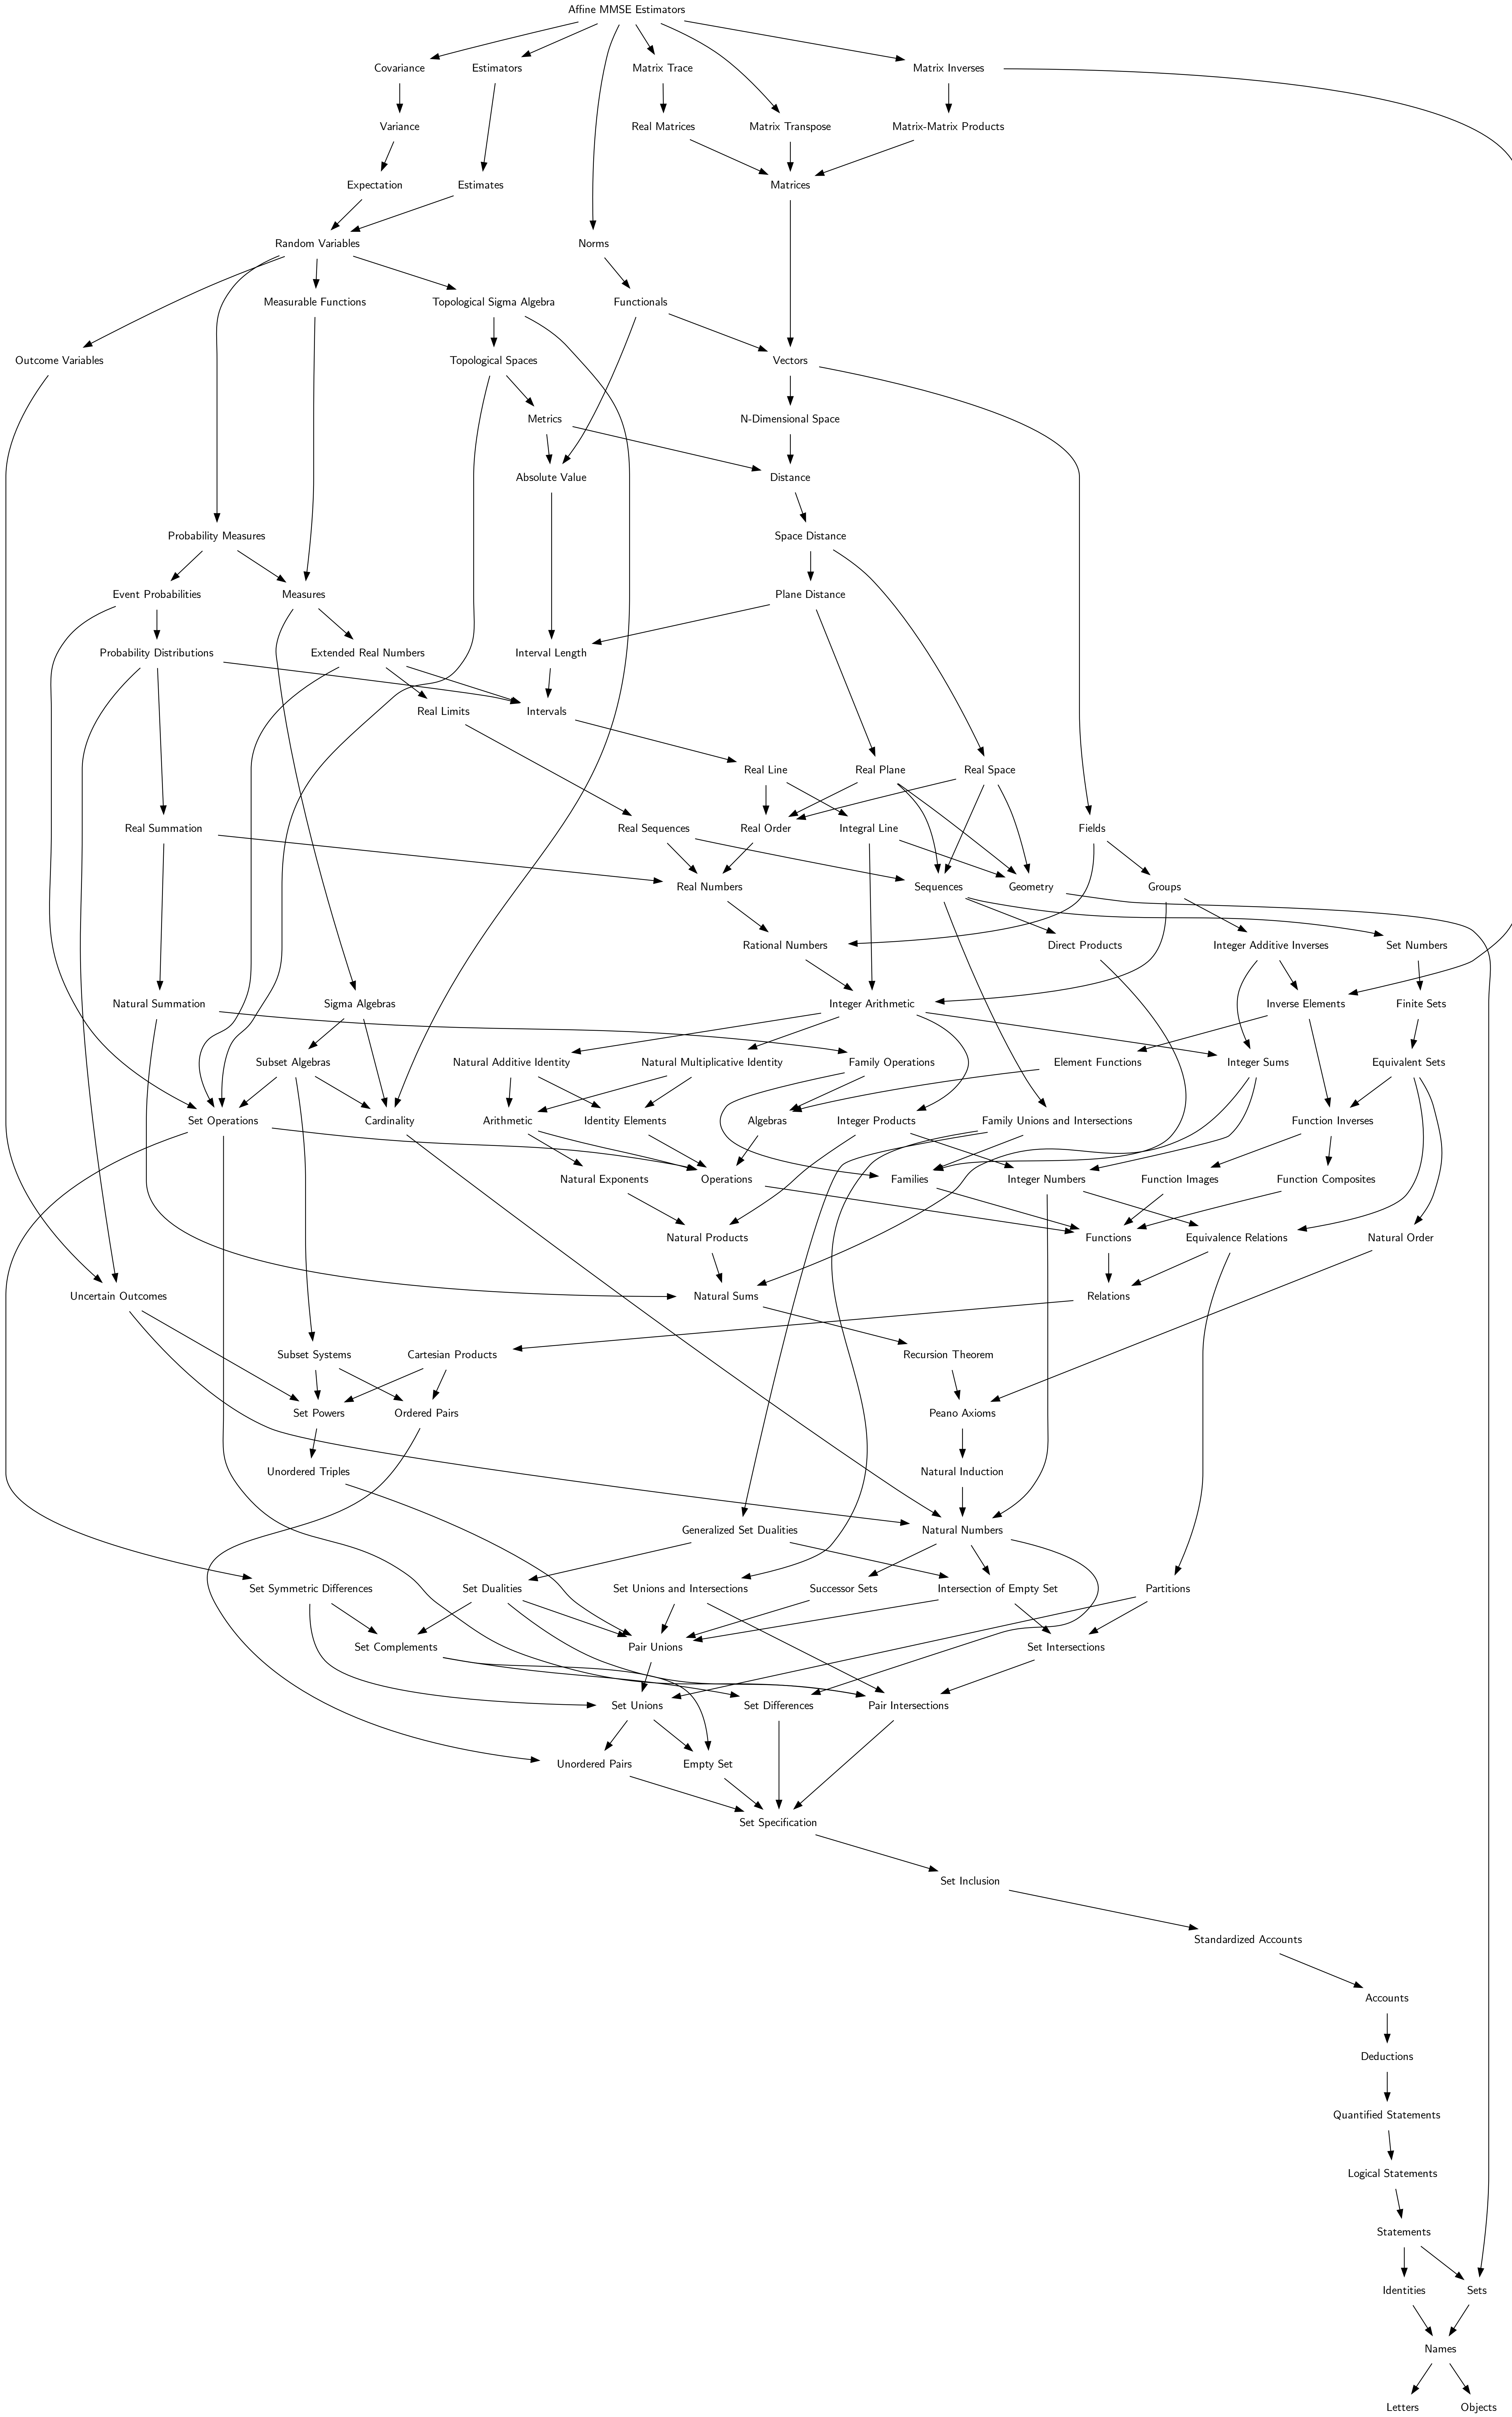 Affine MMSE Estimators
Covariance
Estimators
Matrix Trace
Matrix Inverses
Variance
Real Matrices
Matrix Transpose
Matrix-Matrix Products
Expectation
Estimates
Matrices
Random Variables
Norms
Measurable Functions
Topological Sigma Algebra
Functionals
Outcome Variables
Topological Spaces
Vectors
Metrics
N-Dimensional Space
Absolute Value
Distance
Probability Measures
Space Distance
Event Probabilities
Measures
Plane Distance
Probability Distributions
Extended Real Numbers
Interval Length
Real Limits
Intervals
Real Line
Real Plane
Real Space
Real Summation
Real Sequences
Real Order
Integral Line
Fields
Real Numbers
Sequences
Geometry
Groups
Rational Numbers
Direct Products
Integer Additive Inverses
Set Numbers
Natural Summation
Sigma Algebras
Integer Arithmetic
Inverse Elements
Finite Sets
Subset Algebras
Natural Additive Identity
Natural Multiplicative Identity
Family Operations
Element Functions
Integer Sums
Equivalent Sets
Set Operations
Cardinality
Arithmetic
Identity Elements
Algebras
Integer Products
Family Unions and Intersections
Function Inverses
Natural Exponents
Operations
Families
Integer Numbers
Function Images
Function Composites
Natural Products
Functions
Equivalence Relations
Natural Order
Uncertain Outcomes
Natural Sums
Relations
Subset Systems
Cartesian Products
Recursion Theorem
Set Powers
Ordered Pairs
Peano Axioms
Unordered Triples
Natural Induction
Generalized Set Dualities
Natural Numbers
Set Symmetric Differences
Set Dualities
Set Unions and Intersections
Successor Sets
Intersection of Empty Set
Partitions
Set Complements
Pair Unions
Set Intersections
Set Unions
Set Differences
Pair Intersections
Unordered Pairs
Empty Set
Set Specification
Set Inclusion
Standardized Accounts
Accounts
Deductions
Quantified Statements
Logical Statements
Statements
Identities
Sets
Names
Letters
Objects